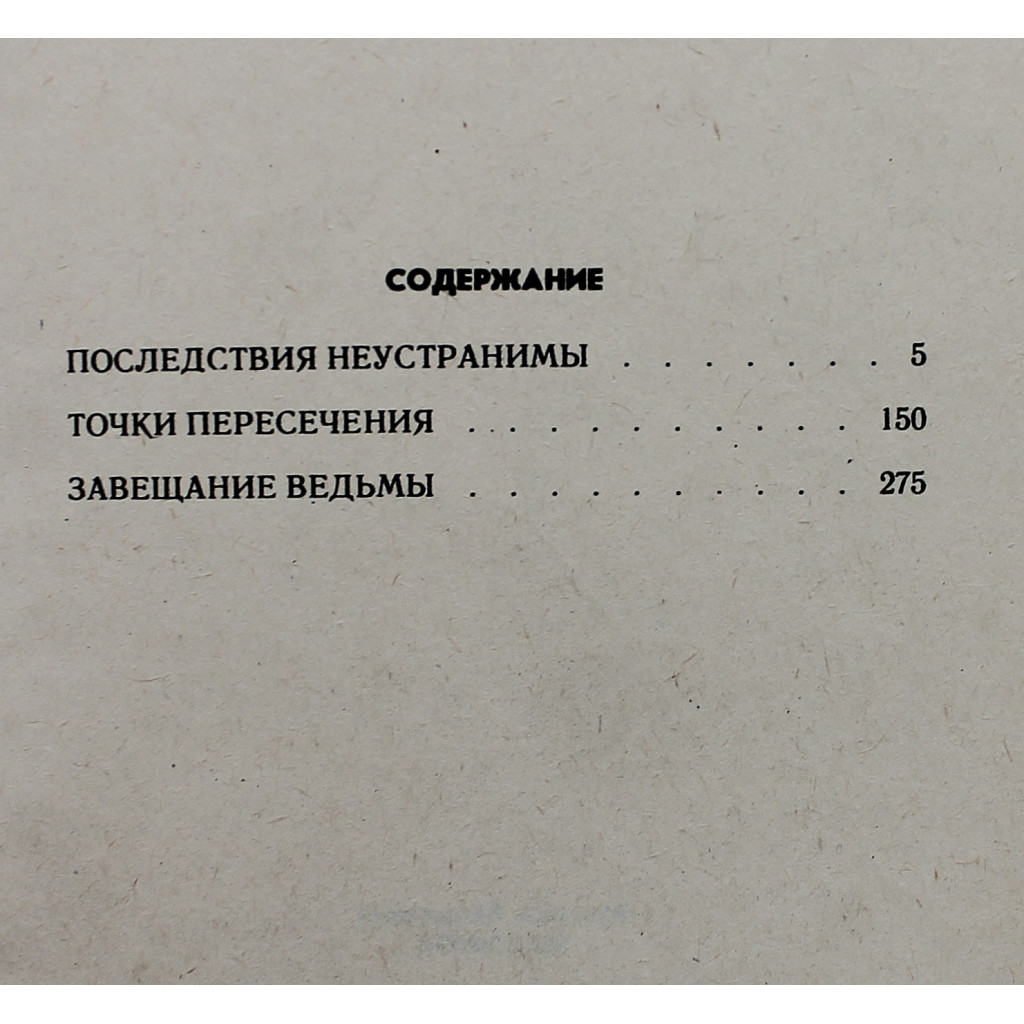 СОДЕРЖАНИЕ
ПОСЛЕДСТВИЯ НЕУСТРАНИМЫ . . . . . . . 5
ТОЧКИ ПЕРЕСЕЧЕНИЯ . . . . . . . . . . 150
ЗАВЕЩАНИЕ ВЕДЬМЫ . . . . . . . . . . 275